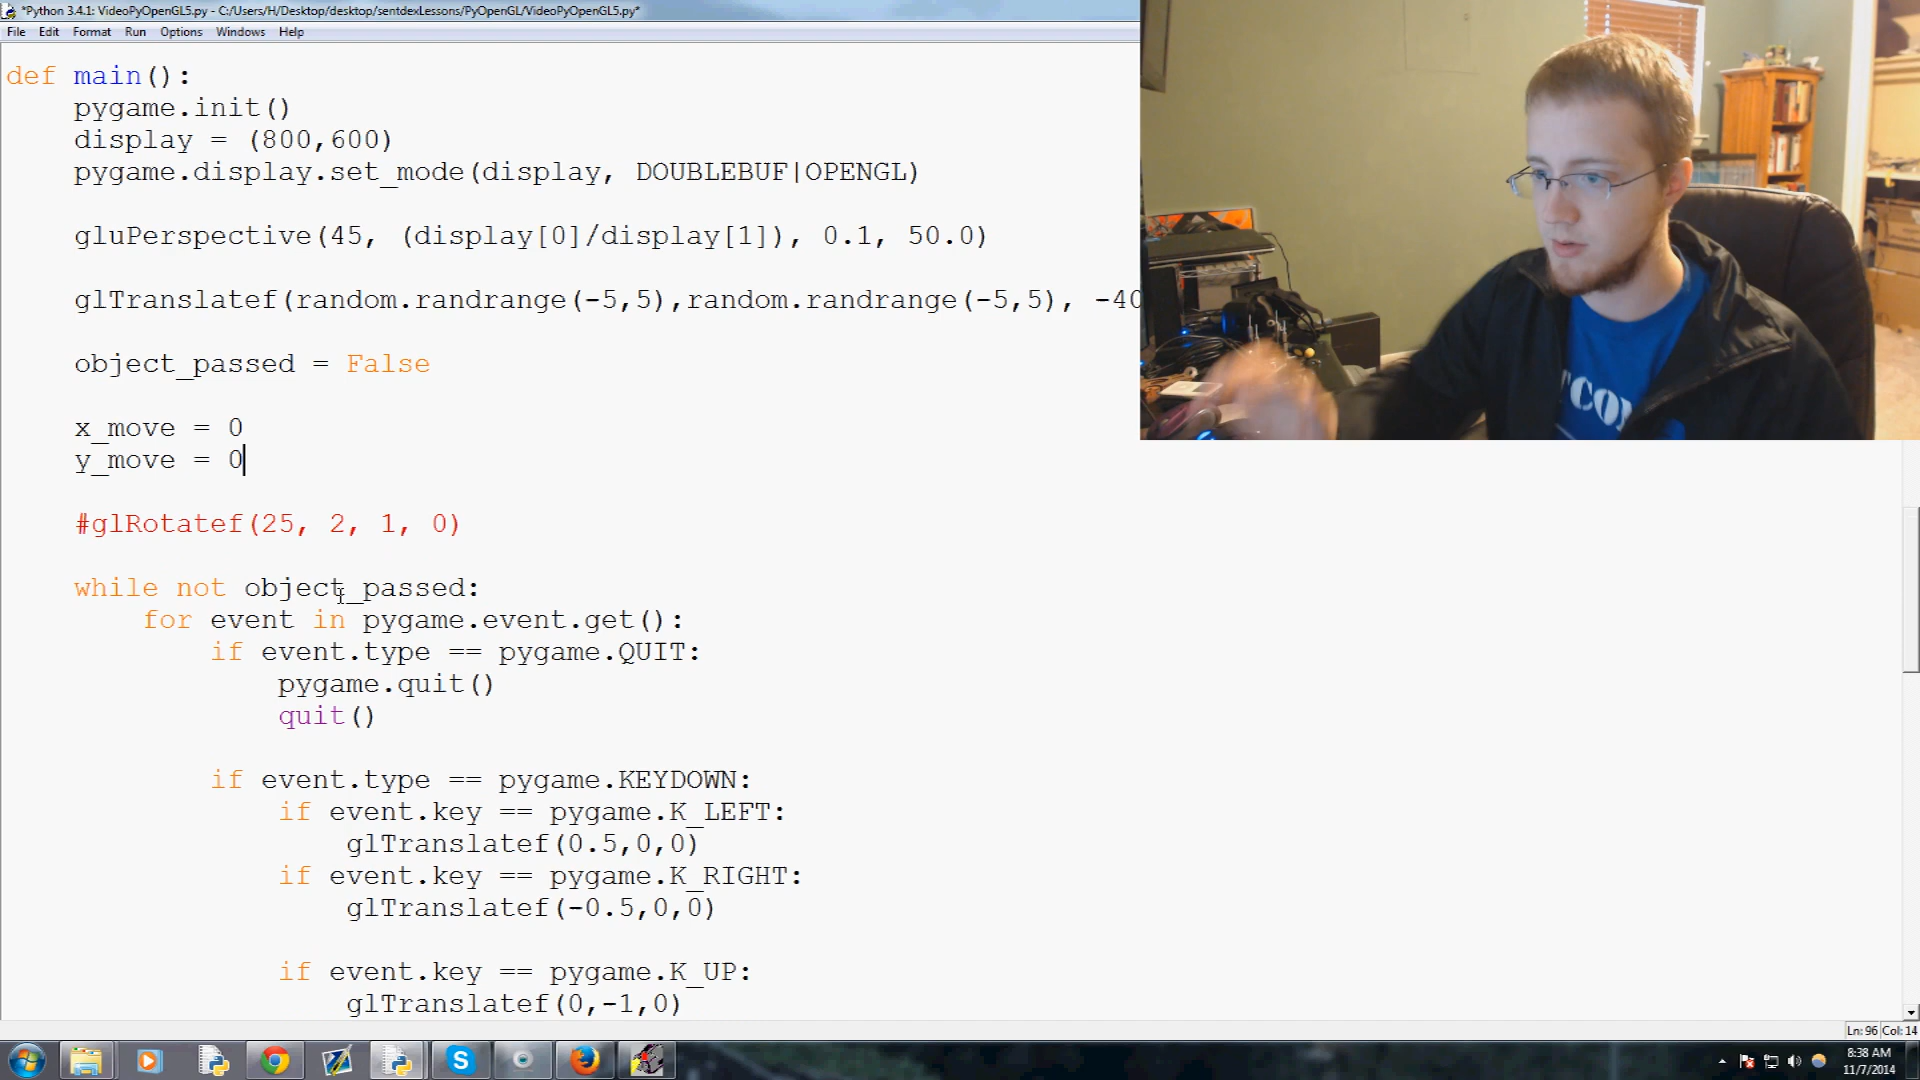 *Python 3.4.1: VideoPyOpenGL5.py - C:/Users/H/Desktop/desktop/sentdexLessons/PyOpenGL/VideoPyOpenGL5.py*
File Edit Format Run Options Windows Help
def main():
    pygame.init()
    display = (800,600)
    pygame.display.set_mode(display, DOUBLEBUF|OPENGL)
    gluPerspective(45, (display[0]/display[1]), 0.1, 50.0)
    glTranslatef(random.randrange(-5,5),random.randrange(-5,5), -40
    object_passed = False
    x_move = 0
    y_move = 0
    #glRotatef(25, 2, 1, 0)
    while not object_passed:
        for event in pygame.event.get():
            if event.type == pygame.QUIT:
                pygame.quit()
                quit()
            if event.type == pygame.KEYDOWN:
                if event.key == pygame.K_LEFT:
                    glTranslatef(0.5,0,0)
                if event.key == pygame.K_RIGHT:
                    glTranslatef(-0.5,0,0)
                if event.key == pygame.K_UP:
                    glTranslatef(0,-1,0)
Ln: 96 Col: 14
8:38 AM
11/7/2014